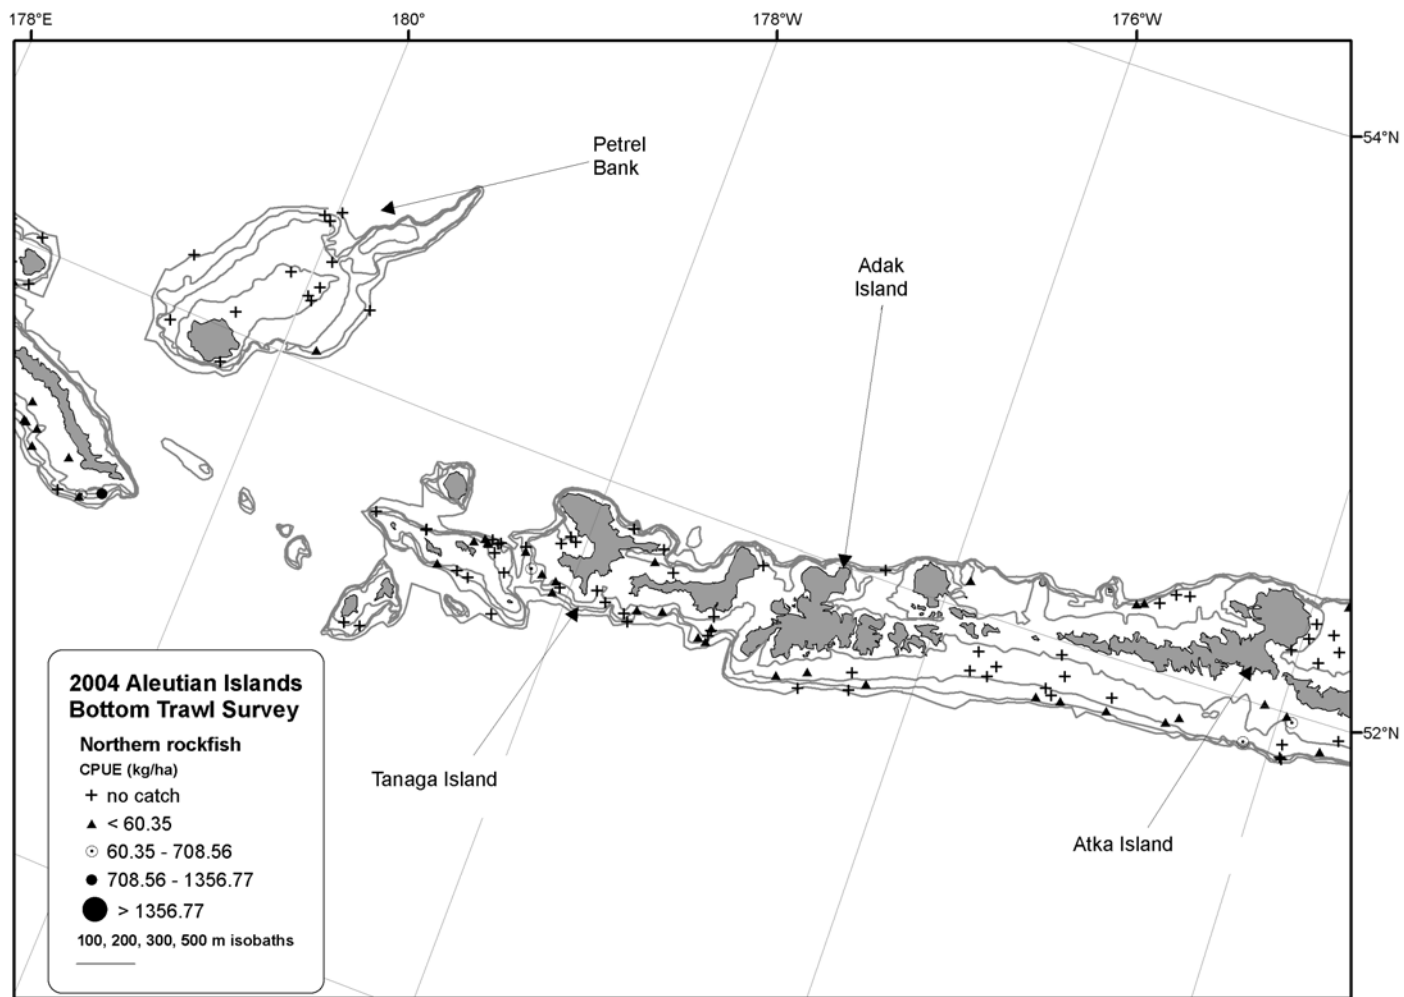 178°E
180°
178°W
176°W
54°N
Petrel
Bank
Adak
Island
52°N
Tanaga Island
Atka Island
2004 Aleutian Islands
Bottom Trawl Survey
Northern rockfish
CPUE (kg/ha)
no catch
< 60.35
60.35 - 708.56
708.56 - 1356.77
> 1356.77
100, 200, 300, 500 m isobaths